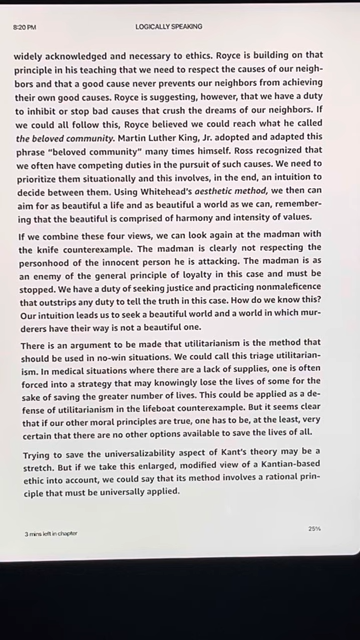 8:20 PM
LOGICALLY SPEAKING
widely acknowledged and necessary to ethics. Royce is building on that
principle in his teaching that we need to respect the causes of our neigh-
bors and that a good cause never prevents our neighbors from achieving
their own good causes. Royce is suggesting, however, that we have a duty
to inhibit or stop bad causes that crush the dreams of our neighbors. If
we could all follow this, Royce believed we could reach what he called
the beloved community. Martin Luther King, Jr. adopted and adapted this
phrase “beloved community” many times himself. Ross recognized that
we often have competing duties in the pursuit of such causes. We need to
prioritize them situationally and this involves, in the end, an intuition to
decide between them. Using Whitehead's aesthetic method, we then can
aim for as beautiful a life and as beautiful a world as we can, remember-
ing that the beautiful is comprised of harmony and intensity of values.
If we combine these four views, we can look again at the madman with
the knife counterexample. The madman is clearly not respecting the
personhood of the innocent person he is attacking. The madman is as
an enemy of the general principle of loyalty in this case and must be
stopped. We have a duty of seeking justice and practicing nonmaleficence
that outstrips any duty to tell the truth in this case. How do we know this?
Our intuition leads us to seek a beautiful world and a world in which mur-
derers have their way is not a beautiful one.
There is an argument to be made that utilitarianism is the method that
should be used in no-win situations. We could call this triage utilitarian-
ism. In medical situations where there are a lack of supplies, one is often
forced into a strategy that may knowingly lose the lives of some for the
sake of saving the greater number of lives. This could be applied as a de-
fense of utilitarianism in the lifeboat counterexample. But it seems clear
that if our other moral principles are true, one has to be, at the least, very
certain that there are no other options available to save the lives of all.
Trying to save the universalizability aspect of Kant's theory may be a
stretch. But if we take this enlarged, modified view of a Kantian-based
ethic into account, we could say that its method involves a rational prin-
ciple that must be universally applied.
3 mins left in chapter
25%